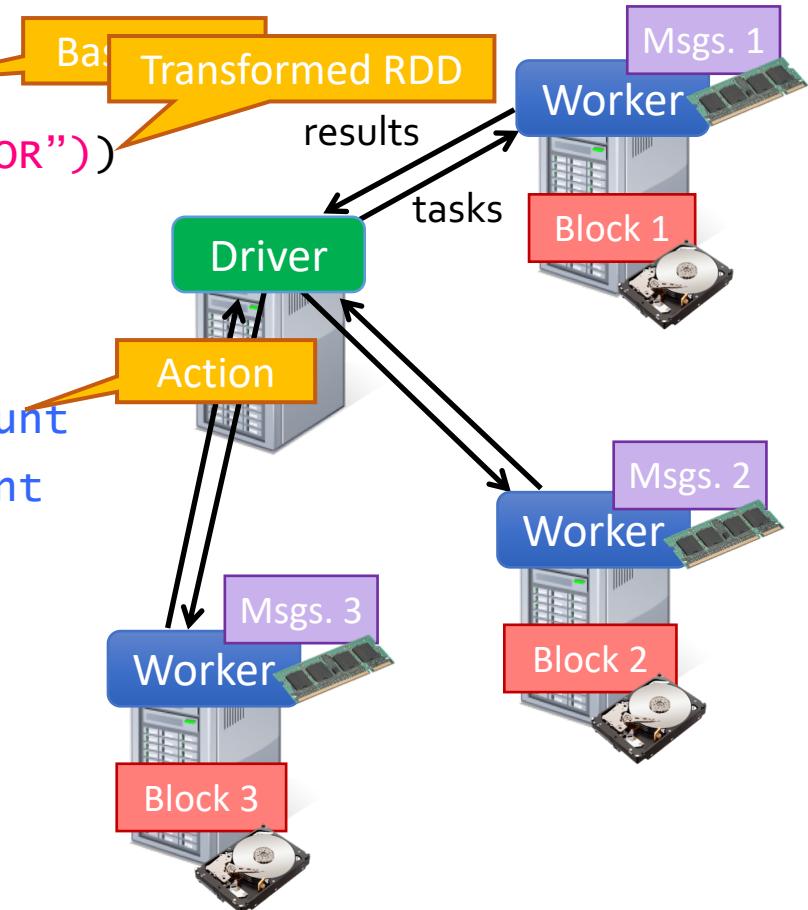 Bas
Transformed RDD
Msgs. 1
Worker
OR”))
results
tasks
Block 1
Driver
Action
unt
nt
Msgs. 2
Worker
Block 2
Msgs. 3
Worker
Block 3